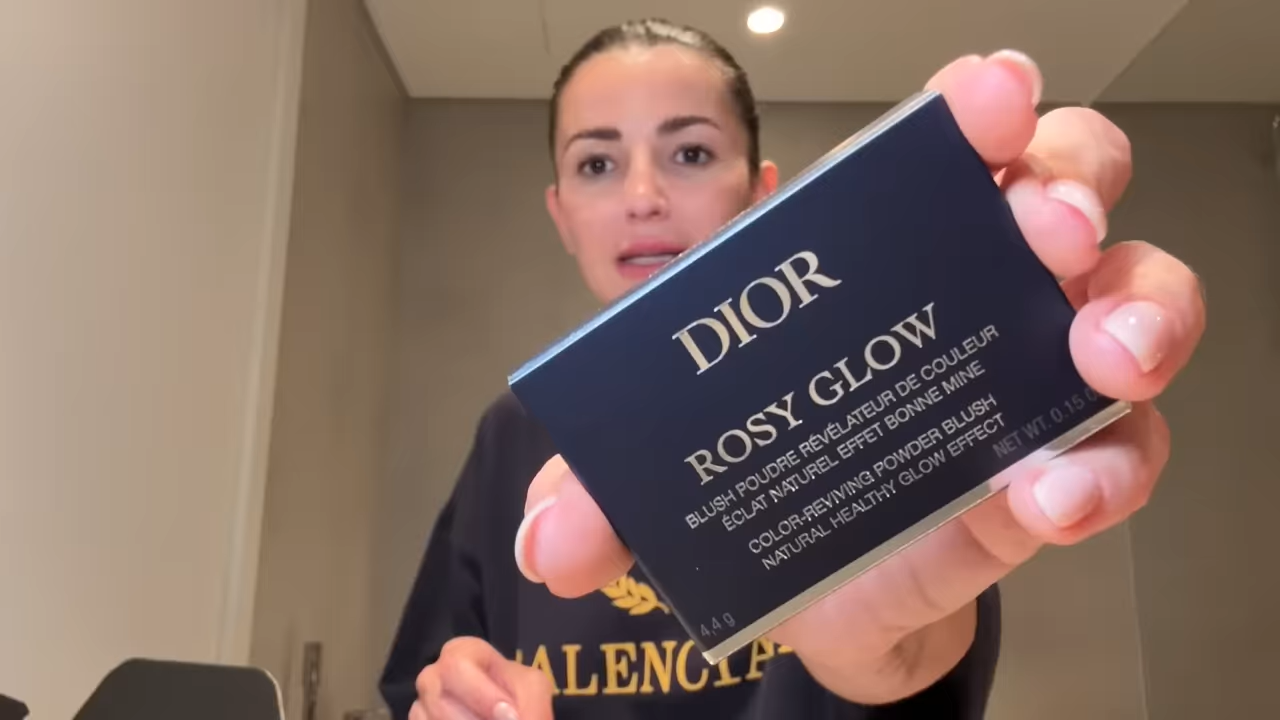 DIOR
ROSY GLOW
BLUSH POUDRE RÉVÉLATEUR DE COULEUR
ÉCLAT NATUREL EFFET BONNE MINE
COLOR-REVIVING POWDER BLUSH
NATURAL HEALTHY GLOW EFFECT
4,4 g
NET WT. 0.15